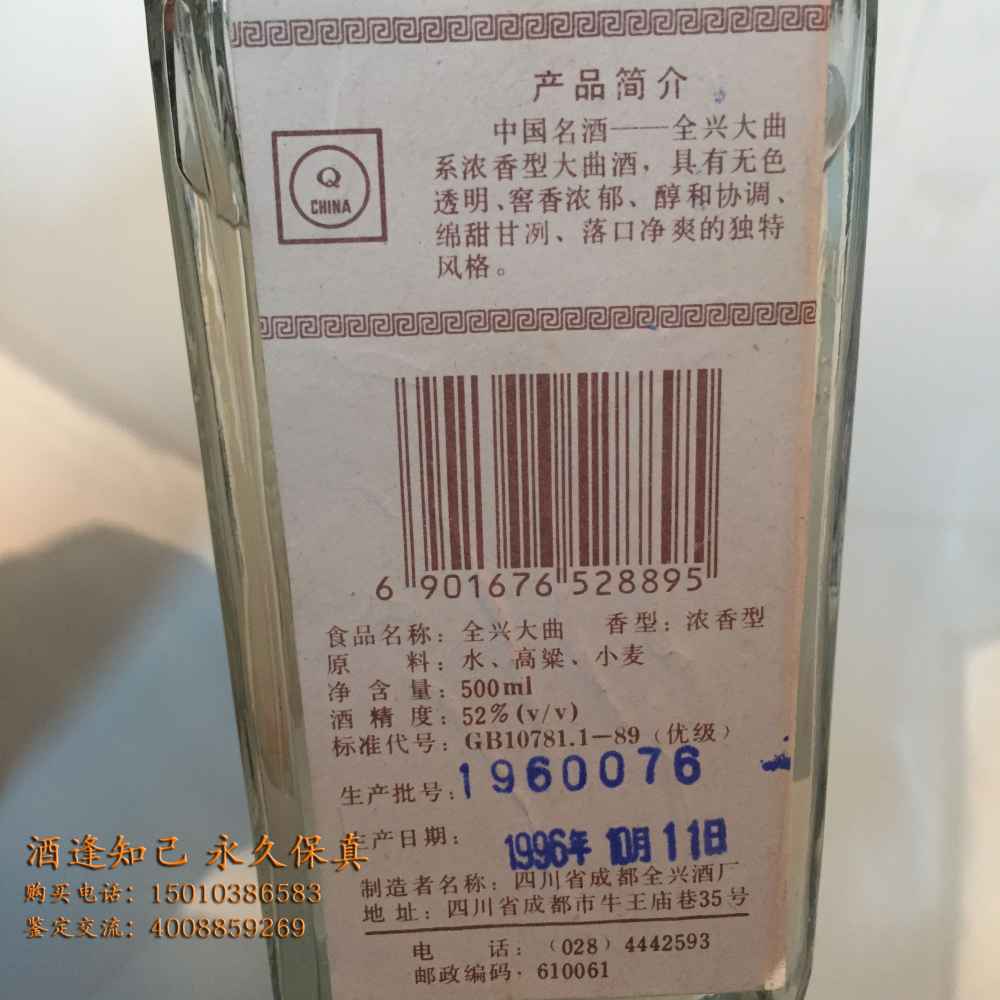 产品简介
中国名酒——全兴大曲
系浓香型大曲酒，具有无色
透明、窖香浓郁、醇和协调、
绵甜甘冽、落口净爽的独特
风格。
Q
CHINA
6 901676 528895
食品名称：全兴大曲 香型：浓香型
原 料：水、高粱、小麦
净含量：500ml
酒精度：52%(v/v)
标准代号：GB10781.1-89（优级）
生产批号：1960076
生产日期：1996年10月11日
制造者名称：四川省成都全兴酒厂
地址：四川省成都市牛王庙巷35号
电 话：（028）4442593
邮政编码：610061
酒逢知己 永久保真
购买电话：15010386583
鉴定交流：4008859269